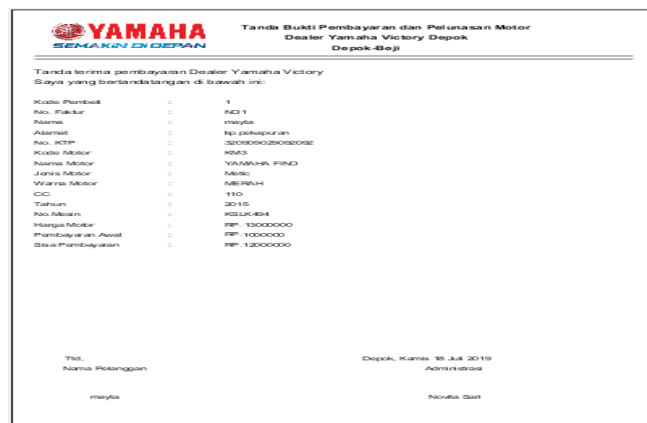 YAMAHA
SEMAKIN DI DEPAN
Tanda Bukti Pembayaran dan Pelunasan Motor
Dealer Yamaha Victory Depok
Depok-Beji
Tanda terima pembayaran Dealer Yamaha Victory
Saya yang bertandatangan di bawah ini:
Kode Pembeli : 1
No. Faktur : NO1
Nama : mayta
Alamat : kp.pekapuran
No. KTP :
Kode Motor : KM3
Nama Motor : YAMAHA FINO
Jenis Motor : Metic
Warna Motor : MERAH
CC : 110
Tahun : 2015
No.Mesin : KSLK494
Harga Motor : RP. 13000000
Pembayaran Awal : RP. 1000000
Sisa Pembayaran : RP. 12000000
Ttd. Depok, Kamis 18 Juli 2019
Nama Pelanggan Administrasi
mayta Novita Sari